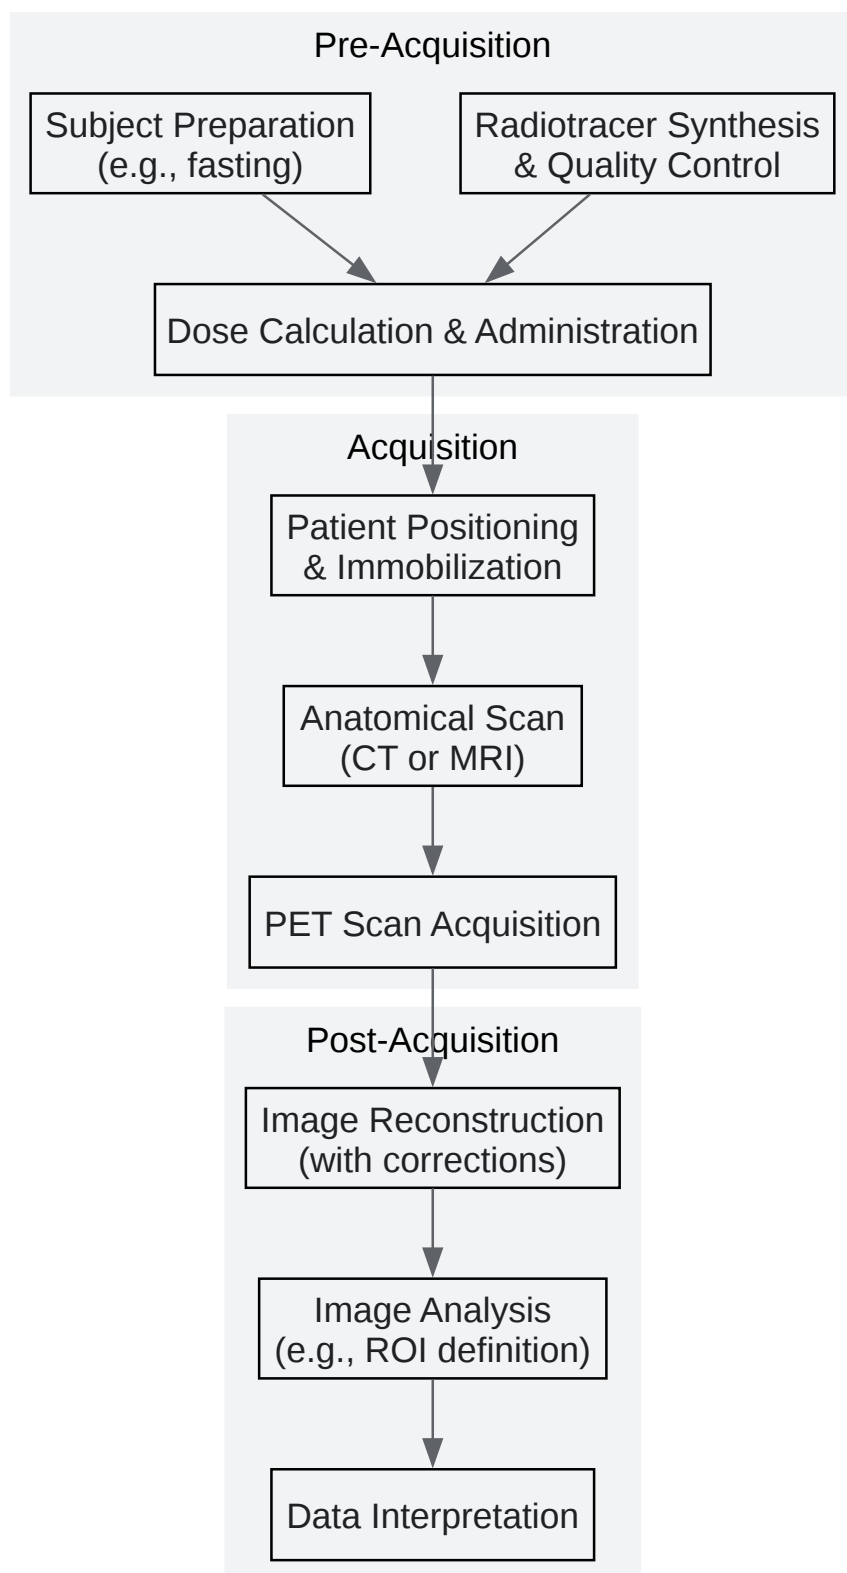 Pre-Acquisition
Subject Preparation
(e.g., fasting)
Radiotracer Synthesis
& Quality Control
Dose Calculation & Administration
Acquisition
Patient Positioning
& Immobilization
Anatomical Scan
(CT or MRI)
PET Scan Acquisition
Post-Acquisition
Image Reconstruction
(with corrections)
Image Analysis
(e.g., ROI definition)
Data Interpretation